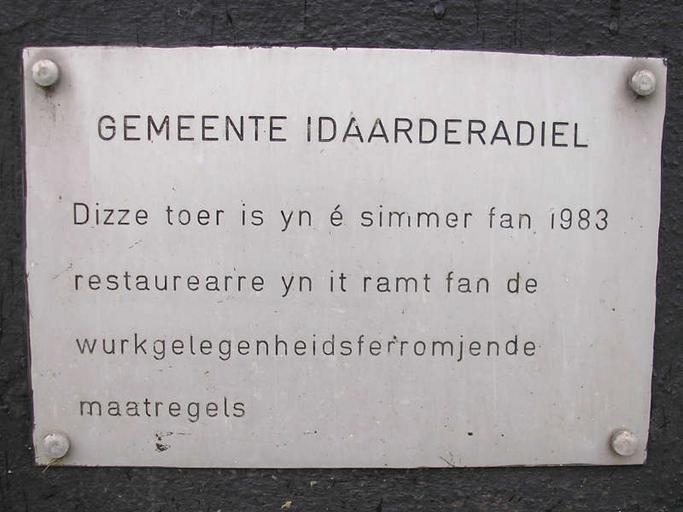 GEMEENTE IDAARDERADIEL
Dizze toer is yn é simmer fan 1983
restaurearre yn it ramt fan de
wurkgelegenheidsferromjende
maatregels